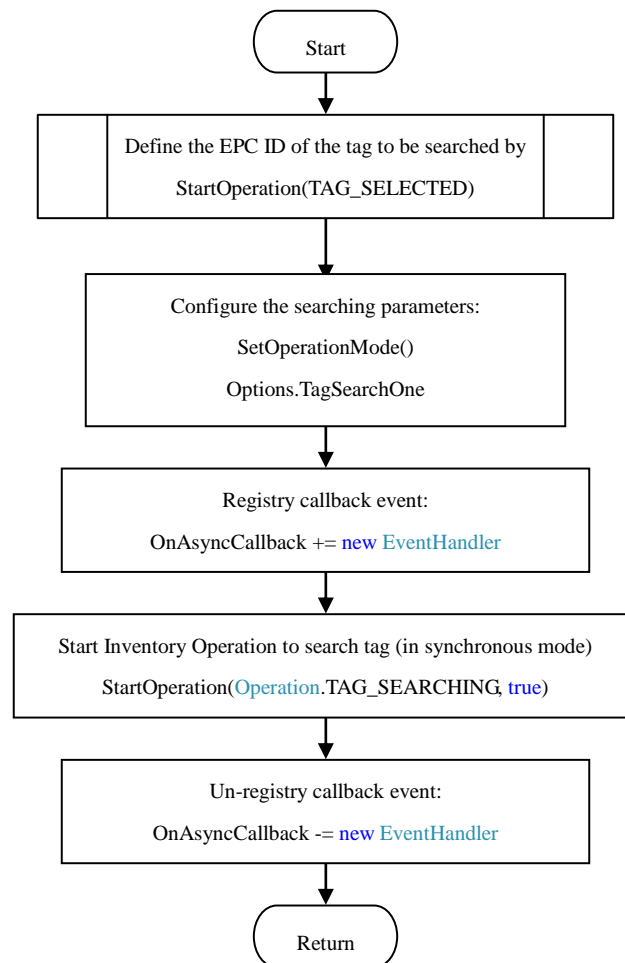 Start
Define the EPC ID of the tag to be searched by
StartOperation(TAG_SELECTED)
Configure the searching parameters:
SetOperationMode()
Options.TagSearchOne
Registry callback event:
OnAsyncCallback += new EventHandler
Start Inventory Operation to search tag (in synchronous mode)
StartOperation(Operation.TAG_SEARCHING, true)
Un-registry callback event:
OnAsyncCallback -= new EventHandler
Return